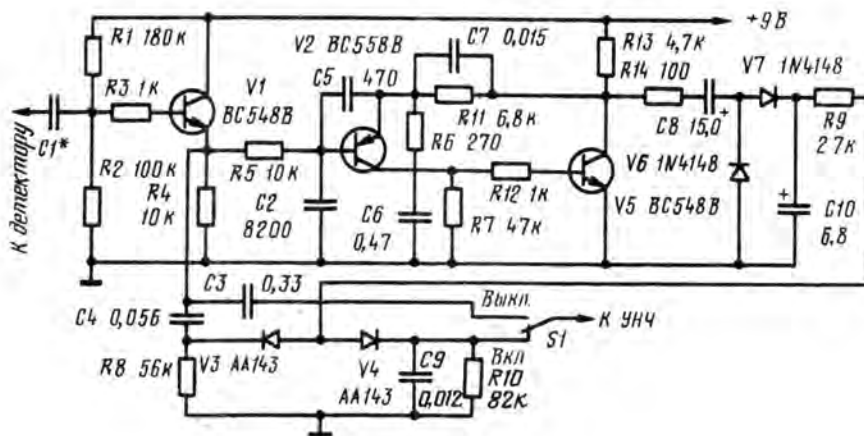 +9В
R1 180к
V2 BC558B
C7 0,015
R13 4,7к
R14 100
V7 1N4148
R3 1к
V1
BC548B
C5
470
R11 6,8к
R6
270
C8 15,0
+
R9
27к
C1*
К детектору
R2 100к
R4
10к
R5 10к
C2
8200
C6
0,47
R12 1к
R7 47к
V6 1N4148
V5 BC548B
+
C10
6.8
C3
0,33
Выкл.
К УНЧ
S1
C4 0,056
R8 56к
V3 AA143
V4
AA143
C9
0,012
Вкл
R10
82к